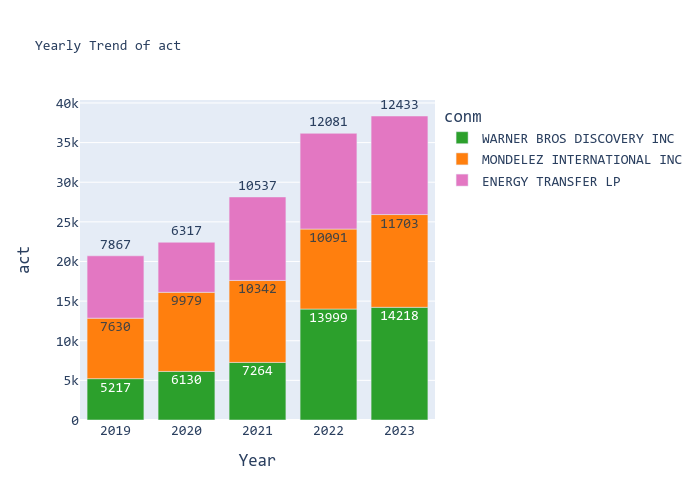 Yearly Trend of act
40k
35k
30k
25k
20k
15k
10k
5k
0
act
7867
7630
5217
6317
9979
6130
10537
10342
7264
12081
10091
13999
12433
11703
14218
2019
2020
2021
2022
2023
Year
conm
WARNER BROS DISCOVERY INC
MONDELEZ INTERNATIONAL INC
ENERGY TRANSFER LP